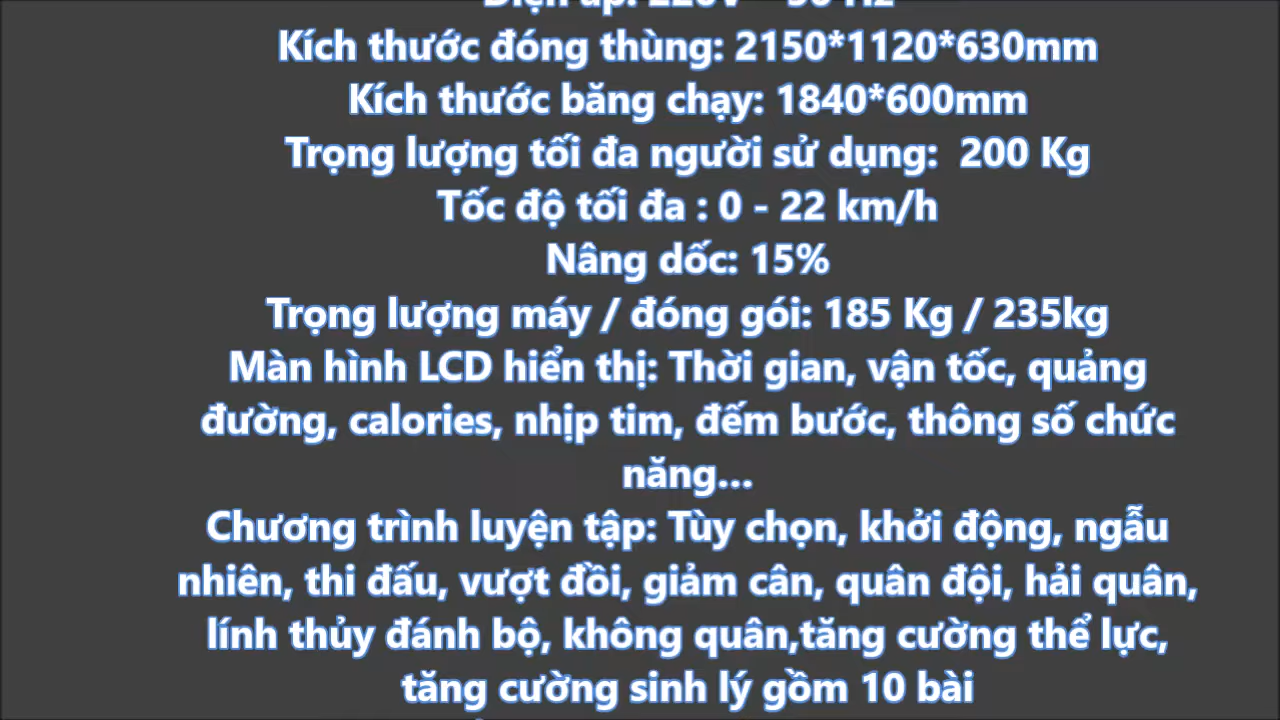 Điện áp: 220V - 50 Hz
Kích thước đóng thùng: 2150*1120*630mm
Kích thước băng chạy: 1840*600mm
Trọng lượng tối đa người sử dụng:  200 Kg
Tốc độ tối đa : 0 - 22 km/h
Nâng dốc: 15%
Trọng lượng máy / đóng gói: 185 Kg / 235kg
Màn hình LCD hiển thị: Thời gian, vận tốc, quảng
đường, calories, nhịp tim, đếm bước, thông số chức
năng...
Chương trình luyện tập: Tùy chọn, khởi động, ngẫu
nhiên, thi đấu, vượt đồi, giảm cân, quân đội, hải quân,
lính thủy đánh bộ, không quân,tăng cường thể lực,
tăng cường sinh lý gồm 10 bài